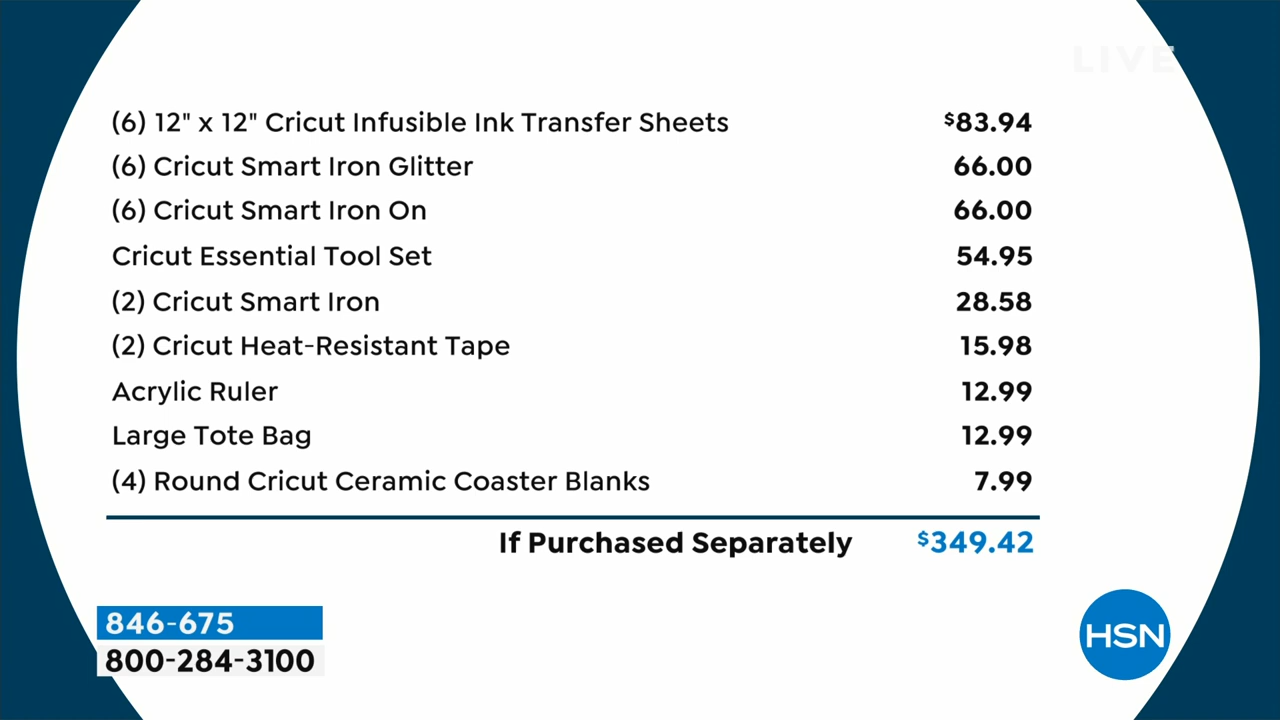 LIVE
(6) 12" x 12" Cricut Infusible Ink Transfer Sheets $83.94
(6) Cricut Smart Iron Glitter 66.00
(6) Cricut Smart Iron On 66.00
Cricut Essential Tool Set 54.95
(2) Cricut Smart Iron 28.58
(2) Cricut Heat-Resistant Tape 15.98
Acrylic Ruler 12.99
Large Tote Bag 12.99
(4) Round Cricut Ceramic Coaster Blanks 7.99
If Purchased Separately $349.42
846-675
800-284-3100
HSN